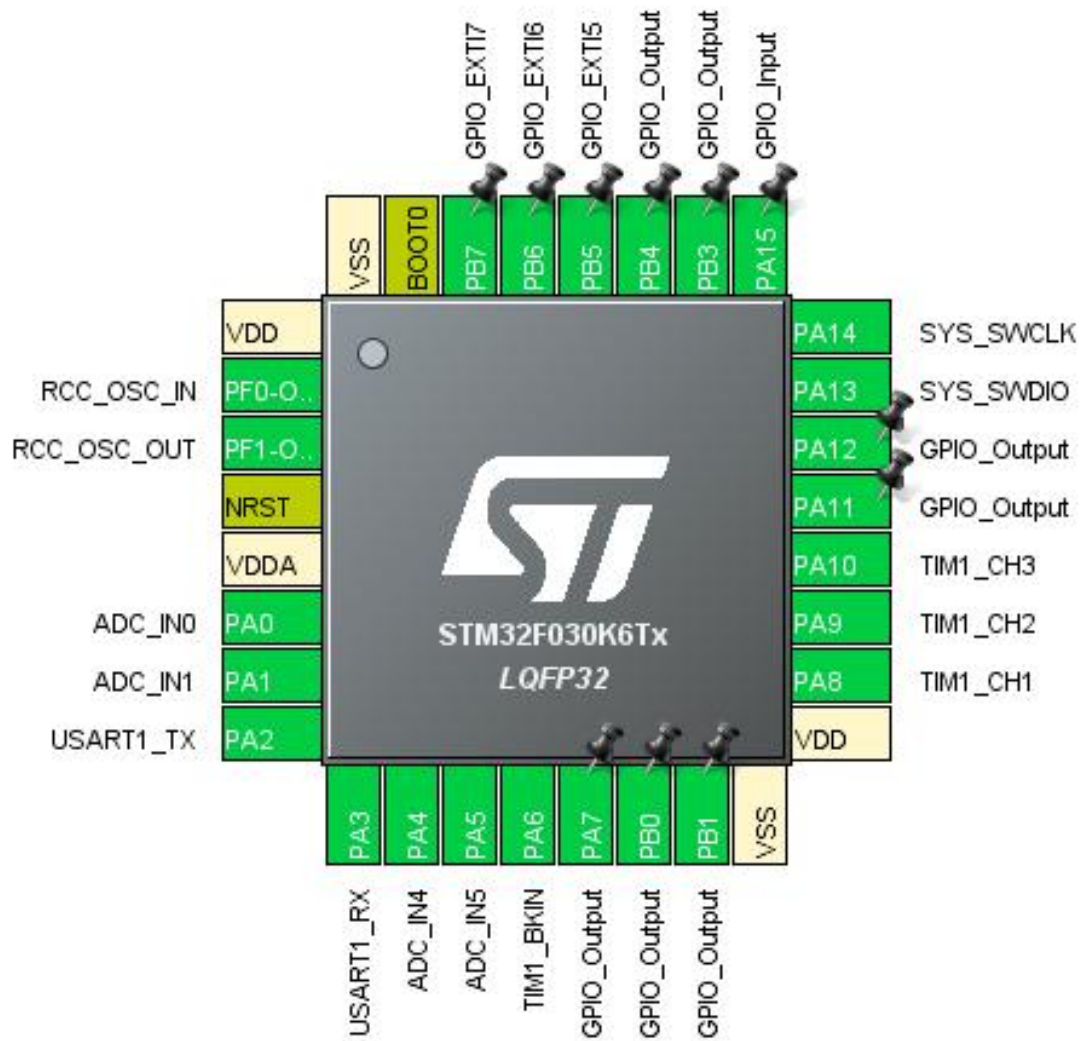 GPIO_EXTI7
GPIO_EXTI6
GPIO_EXTI5
GPIO_Output
GPIO_Output
GPIO_Input
VSS
BOOT0
PB7
PB6
PB5
PB4
PB3
PA15
VDD
RCC_OSC_IN PF0-O..
RCC_OSC_OUT PF1-O..
NRST
VDDA
ADC_IN0 PA0
ADC_IN1 PA1
USART1_TX PA2
ST
STM32F030K6Tx
LQFP32
PA14 SYS_SWCLK
PA13 SYS_SWDIO
PA12 GPIO_Output
PA11 GPIO_Output
PA10 TIM1_CH3
PA9 TIM1_CH2
PA8 TIM1_CH1
VDD
PA3
PA4
PA5
PA6
PA7
PB0
PB1
VSS
USART1_RX
ADC_IN4
ADC_IN5
TIM1_BKIN
GPIO_Output
GPIO_Output
GPIO_Output